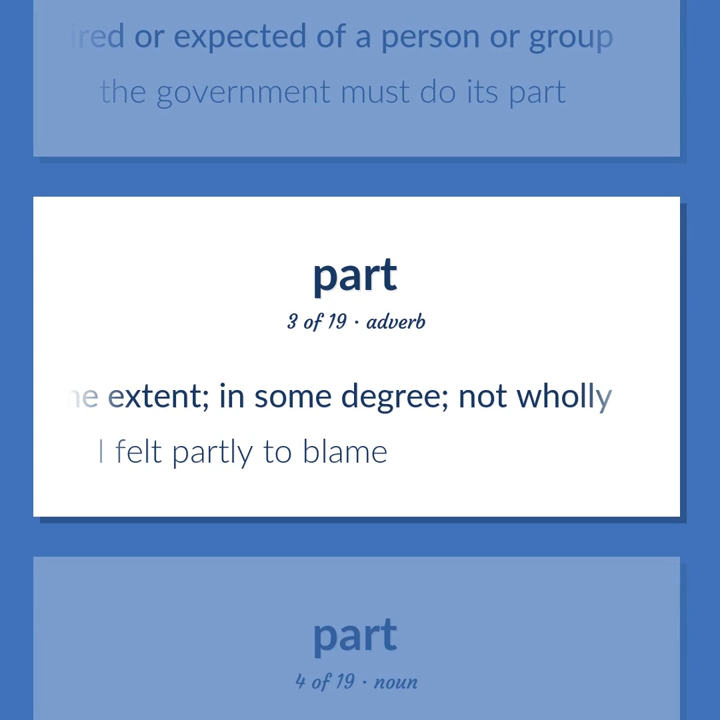 or expected of a person or group
the government must do its part
part
3 of 19 · adverb
extent; in some degree; not wholly
I felt partly to blame
part
4 of 19 · noun